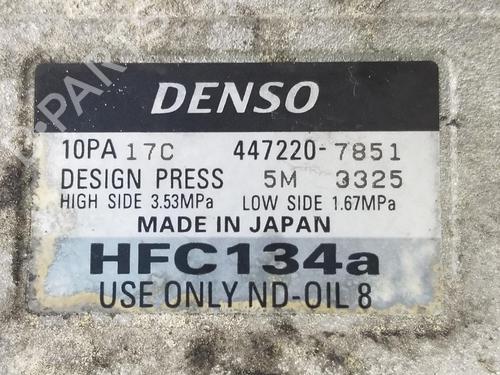 DENSO
10PA 17C 447220-7851
DESIGN PRESS 5M 3325
HIGH SIDE 3.53MPa LOW SIDE 1.67MPa
MADE IN JAPAN
HFC134a
USE ONLY ND-OIL 8